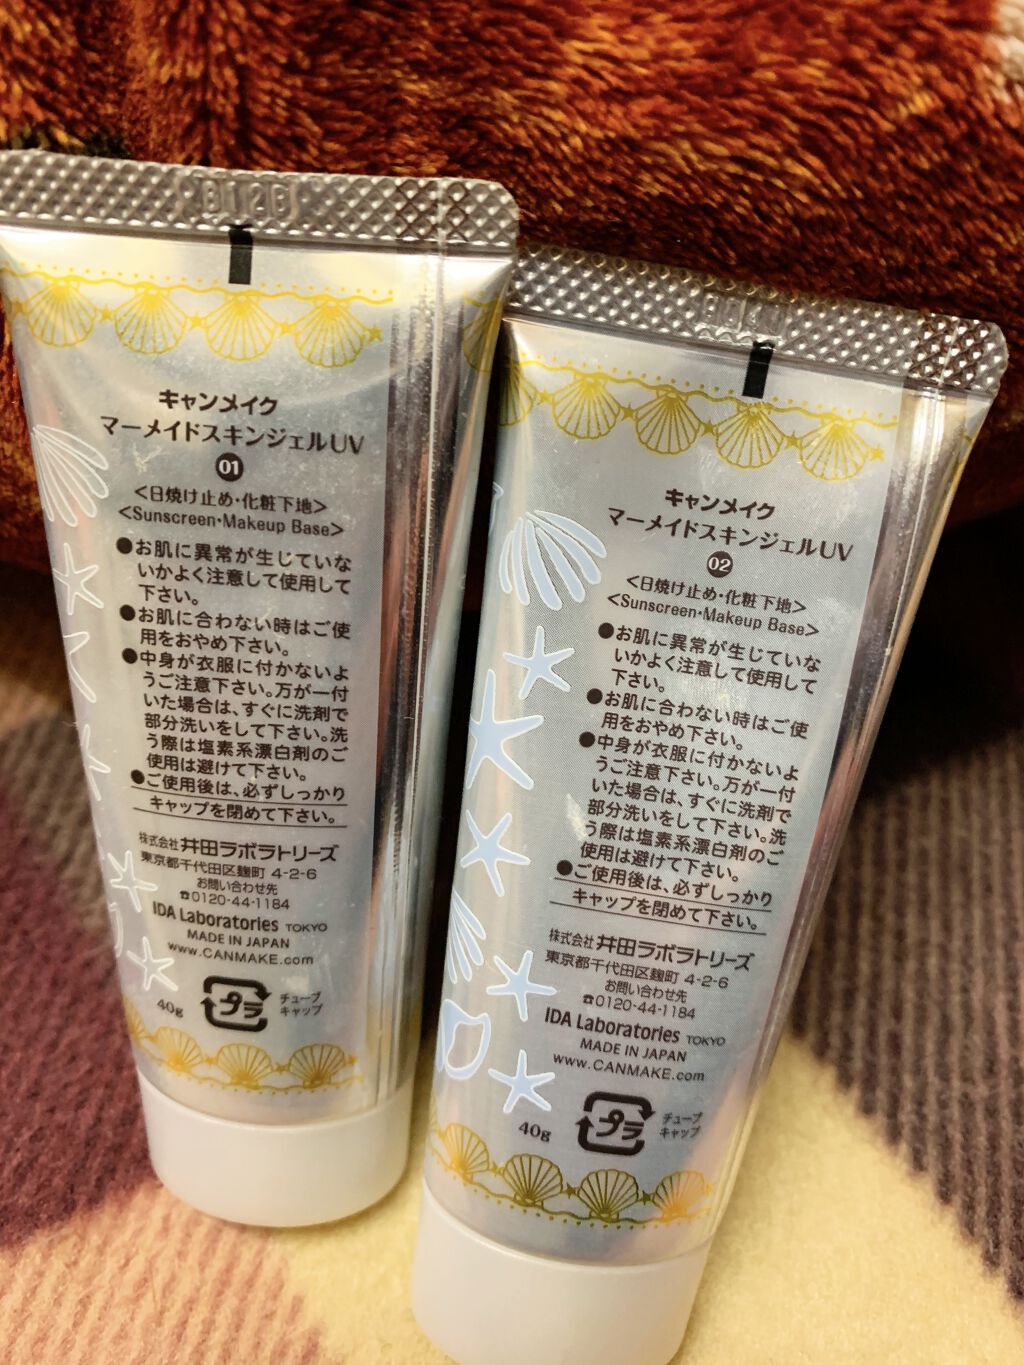 キャンメイク
マーメイドスキンジェルUV
01
<日焼け止め・化粧下地>
<Sunscreen・Makeup Base>
●お肌に異常が生じていな
いかよく注意して使用して
下さい。
●お肌に合わない時はご使
用をおやめ下さい。
●中身が衣服に付かないよ
うご注意下さい。万が一付
いた場合は、すぐに洗剤で
部分洗いをして下さい。洗
う際は塩素系漂白剤のご
使用は避けて下さい。
●ご使用後は、必ずしっかり
キャップを閉めて下さい。
株式会社 井田ラボラトリーズ
東京都千代田区麹町 4-2-6
お問い合わせ先
☎0120-44-1184
IDA Laboratories TOKYO
MADE IN JAPAN
www.CANMAKE.com
40g
プラ
チューブ
キャップ
キャンメイク
マーメイドスキンジェルUV
02
<日焼け止め・化粧下地>
<Sunscreen・Makeup Base>
●お肌に異常が生じていな
いかよく注意して使用して
下さい。
●お肌に合わない時はご使
用をおやめ下さい。
●中身が衣服に付かないよ
うご注意下さい。万が一付
いた場合は、すぐに洗剤で
部分洗いをして下さい。洗
う際は塩素系漂白剤のご
使用は避けて下さい。
●ご使用後は、必ずしっかり
キャップを閉めて下さい。
株式会社 井田ラボラトリーズ
東京都千代田区麹町 4-2-6
お問い合わせ先
☎0120-44-1184
IDA Laboratories TOKYO
MADE IN JAPAN
www.CANMAKE.com
40g
プラ
チューブ
キャップ